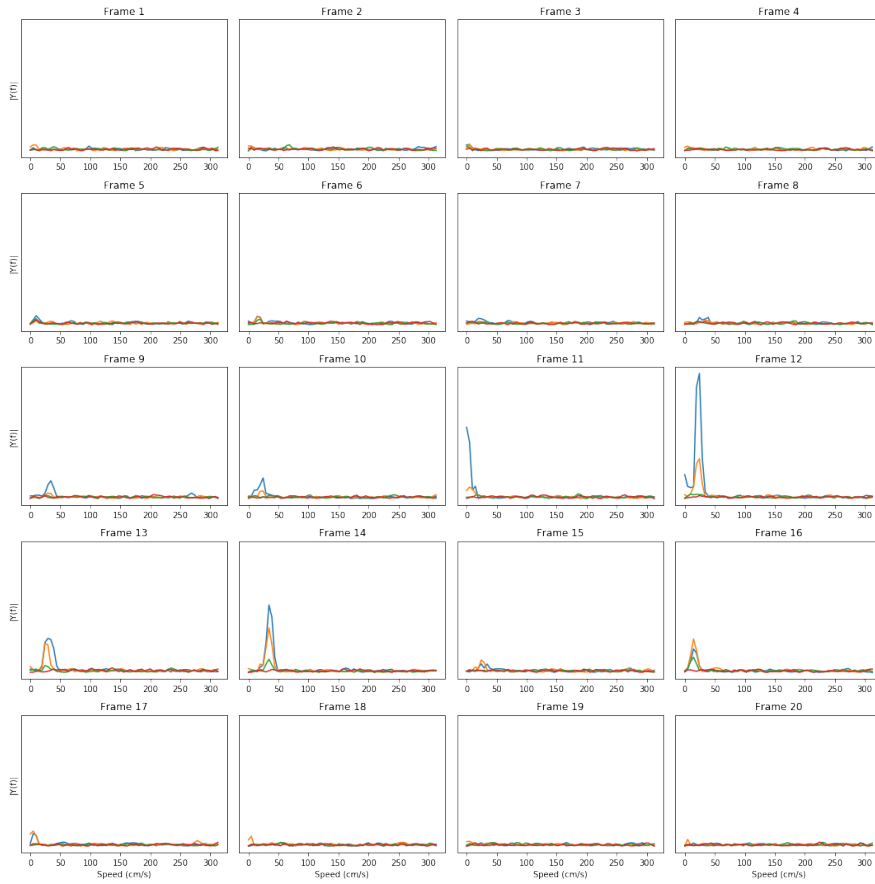 Frame 1 Frame 2 Frame 3 Frame 4
|Y(f)|
0 50 100 150 200 250 300 0 50 100 150 200 250 300 0 50 100 150 200 250 300 0 50 100 150 200 250 300
Frame 5 Frame 6 Frame 7 Frame 8
|Y(f)|
0 50 100 150 200 250 300 0 50 100 150 200 250 300 0 50 100 150 200 250 300 0 50 100 150 200 250 300
Frame 9 Frame 10 Frame 11 Frame 12
|Y(f)|
0 50 100 150 200 250 300 0 50 100 150 200 250 300 0 50 100 150 200 250 300 0 50 100 150 200 250 300
Frame 13 Frame 14 Frame 15 Frame 16
|Y(f)|
0 50 100 150 200 250 300 0 50 100 150 200 250 300 0 50 100 150 200 250 300 0 50 100 150 200 250 300
Frame 17 Frame 18 Frame 19 Frame 20
|Y(f)|
0 50 100 150 200 250 300 0 50 100 150 200 250 300 0 50 100 150 200 250 300 0 50 100 150 200 250 300
Speed (cm/s) Speed (cm/s) Speed (cm/s) Speed (cm/s)